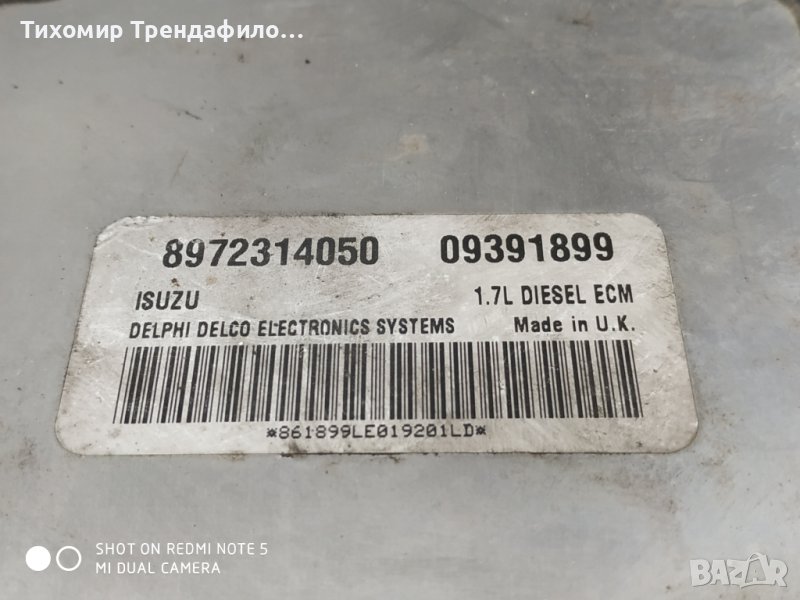 Тихомир Трендафило...
8972314050 09391899
ISUZU 1.7L DIESEL ECM
DELPHI DELCO ELECTRONICS SYSTEMS Made in U.K.
*861899LE019201LD*
SHOT ON REDMI NOTE 5
MI DUAL CAMERA
BAZAR